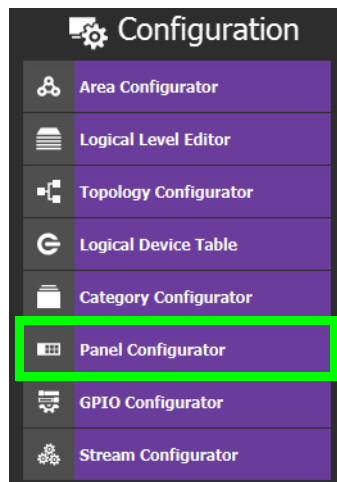 Configuration
Area Configurator
Logical Level Editor
Topology Configurator
Logical Device Table
Category Configurator
Panel Configurator
GPIO Configurator
Stream Configurator